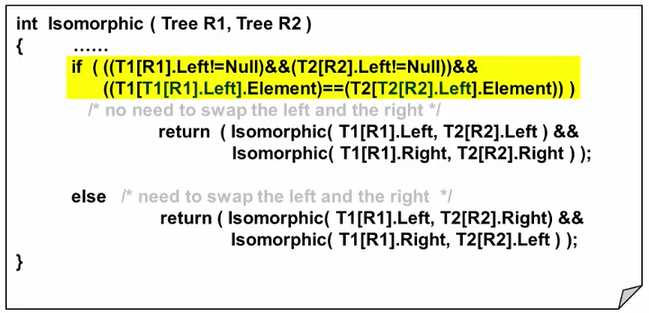 int Isomorphic ( Tree R1, Tree R2 )
{ ……
if ( ((T1[R1].Left!=Null)&&(T2[R2].Left!=Null))&&
((T1[T1[R1].Left].Element)==(T2[T2[R2].Left].Element)) )
/* no need to swap the left and the right */
return ( Isomorphic( T1[R1].Left, T2[R2].Left ) &&
Isomorphic( T1[R1].Right, T2[R2].Right ) );
else /* need to swap the left and the right */
return ( Isomorphic( T1[R1].Left, T2[R2].Right) &&
Isomorphic( T1[R1].Right, T2[R2].Left ) );
}